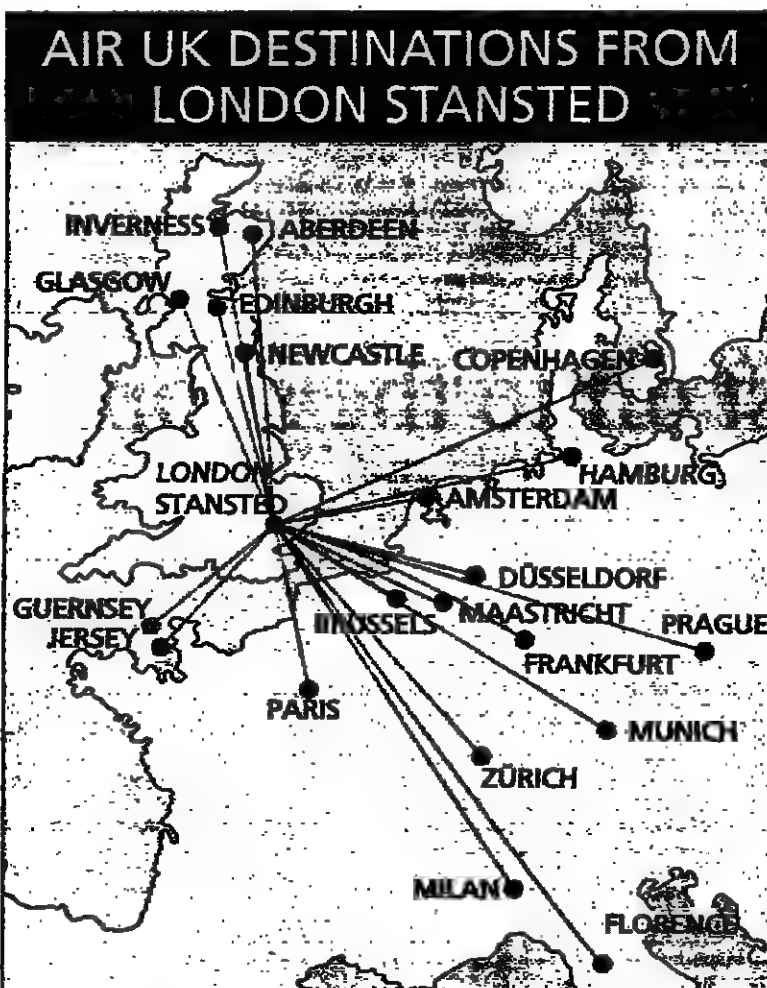 AIR UK DESTINATIONS FROM
LONDON STANSTED
INVERNESS
ABERDEEN
GLASGOW
EDINBURGH
NEWCASTLE
COPENHAGEN
LONDON
STANSTED
HAMBURG
AMSTERDAM
DÜSSELDORF
GUERNSEY
JERSEY
BRUSSELS
MAASTRICHT
PRAGUE
FRANKFURT
PARIS
MUNICH
ZÜRICH
MILAN
FLORENCE